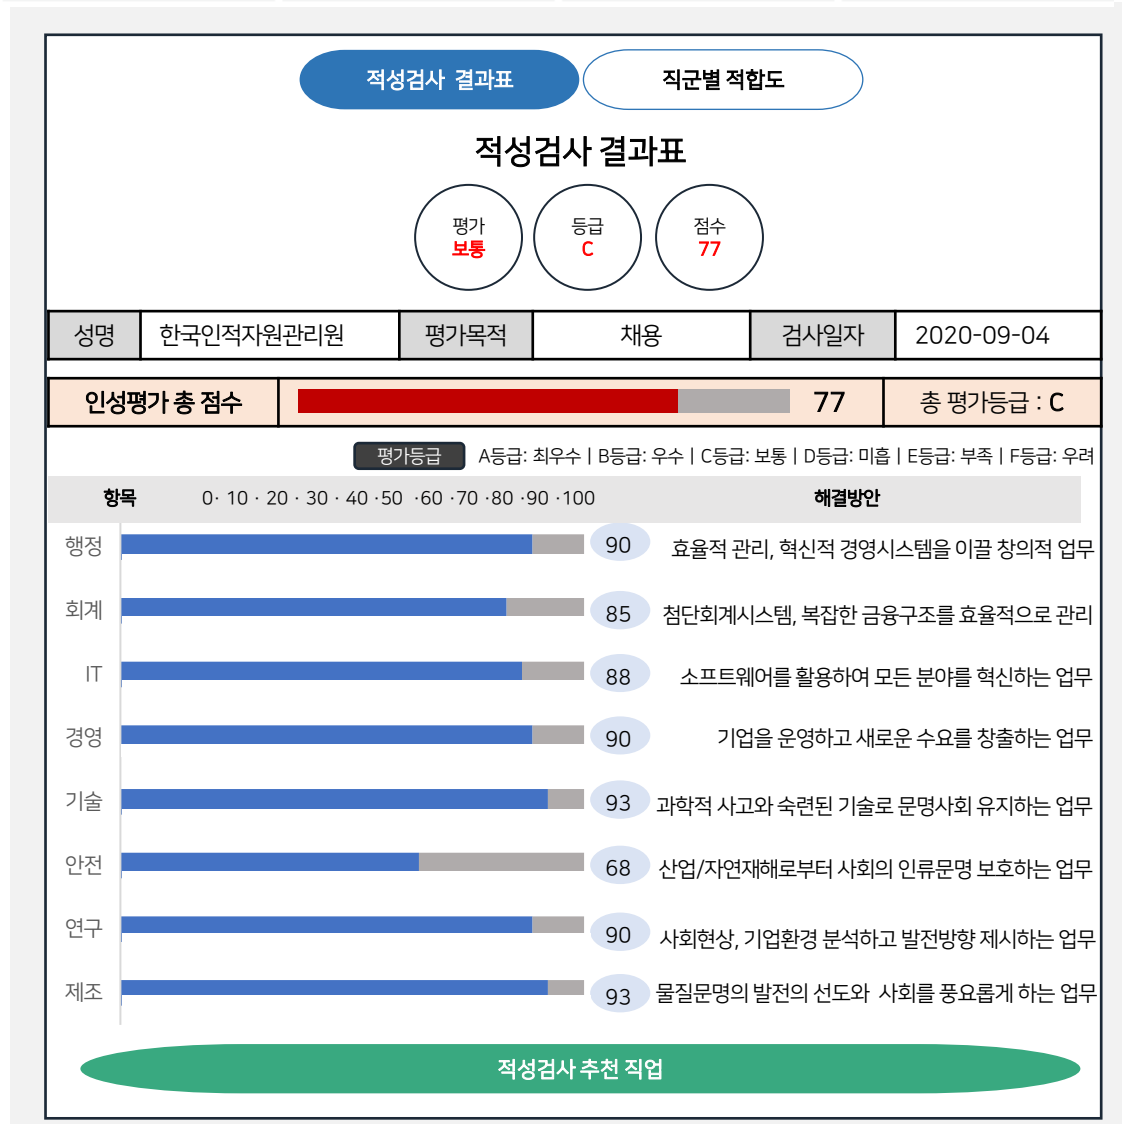 적성검사 결과표
직군별 적합도
적성검사 결과표
평가
보통
등급
C
점수
77
성명 한국인적자원관리원 평가목적 채용 검사일자 2020-09-04
인성평가 총 점수 77 총 평가등급 : C
평가등급 A등급: 최우수 | B등급: 우수 | C등급: 보통 | D등급: 미흡 | E등급: 부족 | F등급: 우려
항목 0· 10 · 20 · 30 · 40 ·50 ·60 ·70 ·80 ·90 ·100 해결방안
행정 90 효율적 관리, 혁신적 경영시스템을 이끌 창의적 업무
회계 85 첨단회계시스템, 복잡한 금융구조를 효율적으로 관리
IT 88 소프트웨어를 활용하여 모든 분야를 혁신하는 업무
경영 90 기업을 운영하고 새로운 수요를 창출하는 업무
기술 93 과학적 사고와 숙련된 기술로 문명사회 유지하는 업무
안전 68 산업/자연재해로부터 사회의 인류문명 보호하는 업무
연구 90 사회현상, 기업환경 분석하고 발전방향 제시하는 업무
제조 93 물질문명의 발전의 선도와 사회를 풍요롭게 하는 업무
적성검사 추천 직업